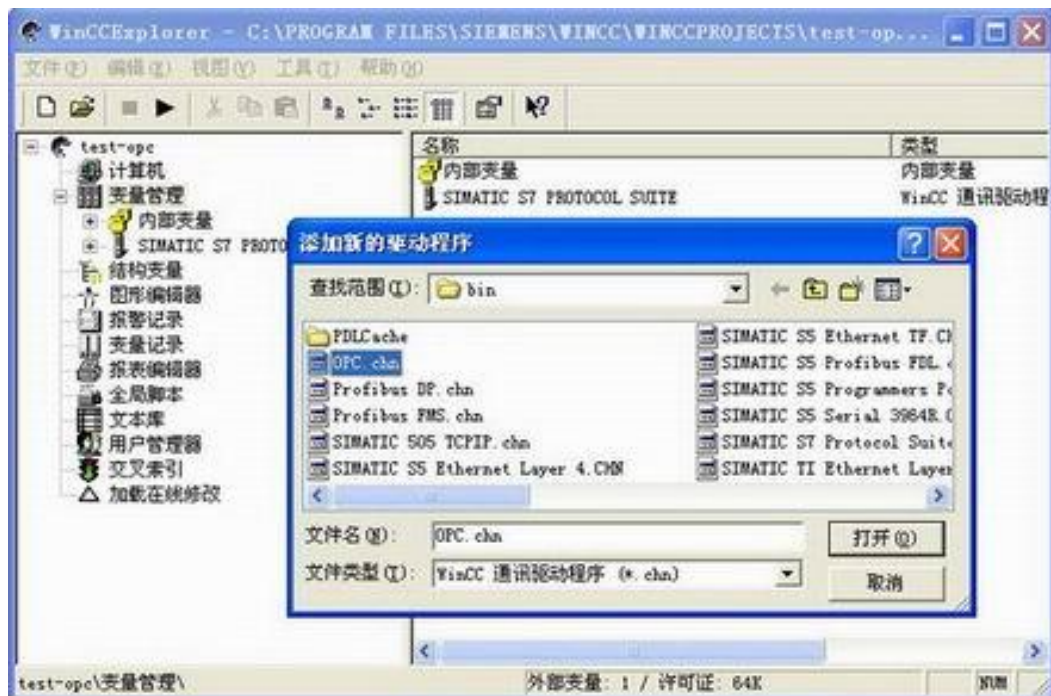 WinCCExplorer - C:\PROGRAM FILES\SIEMENS\WINCC\WINCCPROJECTS\test-op...
文件(F) 编辑(E) 视图(V) 工具(T) 帮助(H)
test-opc
计算机
变量管理
内部变量
SIMATIC S7 PROTO
结构变量
图形编辑器
报警记录
变量记录
报表编辑器
全局脚本
文本库
用户管理器
交叉索引
加载在线修改
名称 类型
内部变量 内部变量
SIMATIC S7 PROTOCOL SUITE WinCC 通讯驱动程
添加新的驱动程序
查找范围(I): bin
PDLCache
OPC.chn
Profibus DP.chn
Profibus FMS.chn
SIMATIC 505 TCPIP.chn
SIMATIC S5 Ethernet Layer 4.CHN
SIMATIC S5 Ethernet TF.CH
SIMATIC S5 Profibus FDL.c
SIMATIC S5 Programmers Po
SIMATIC S5 Serial 3964R.C
SIMATIC S7 Protocol Suite
SIMATIC TI Ethernet Layer
文件名(N): OPC.chn 打开(O)
文件类型(T): WinCC 通讯驱动程序 (*.chn) 取消
test-opc\变量管理\ 外部变量: 1 / 许可证: 64K NUM